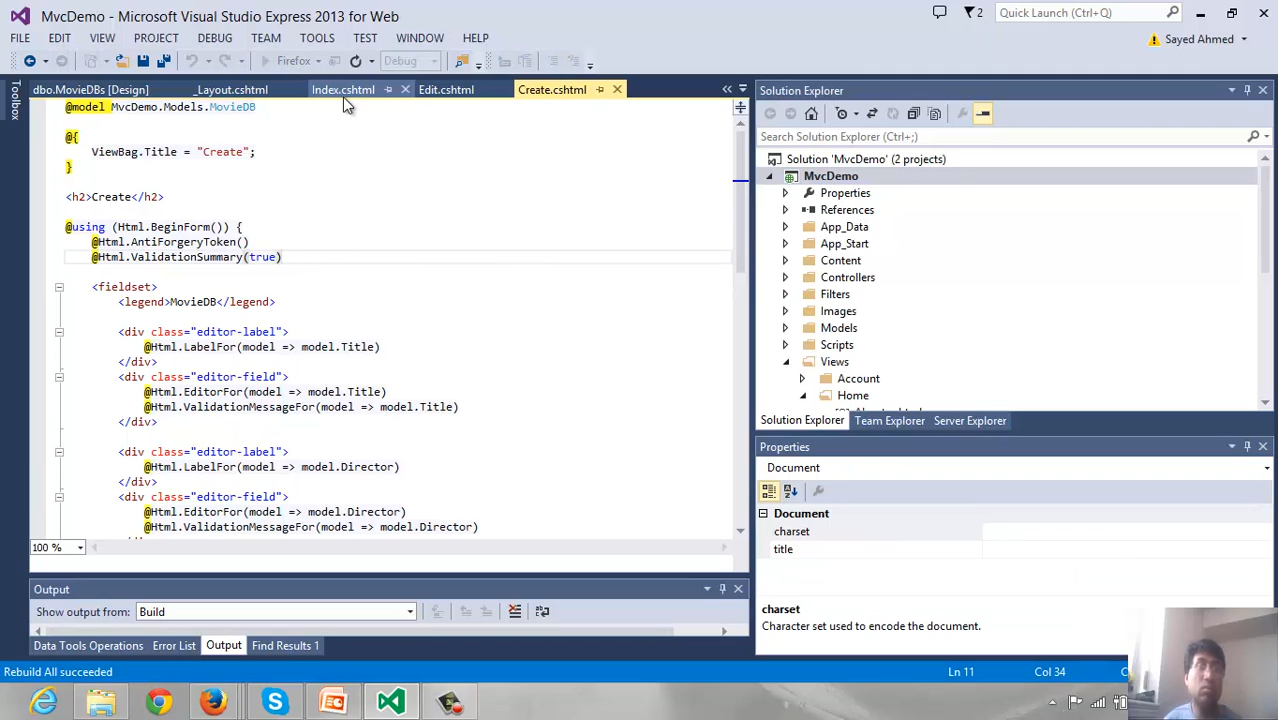 MvcDemo - Microsoft Visual Studio Express 2013 for Web
2
Quick Launch (Ctrl+Q)
FILE EDIT VIEW PROJECT DEBUG TEAM TOOLS TEST WINDOW HELP
Sayed Ahmed
Firefox
Debug
Toolbox
dbo.MovieDBs [Design]
_Layout.cshtml
Index.cshtml
Edit.cshtml
Create.cshtml
@model MvcDemo.Models.MovieDB
@{
ViewBag.Title = "Create";
}
<h2>Create</h2>
@using (Html.BeginForm()) {
@Html.AntiForgeryToken()
@Html.ValidationSummary(true)
<fieldset>
<legend>MovieDB</legend>
<div class="editor-label">
@Html.LabelFor(model => model.Title)
</div>
<div class="editor-field">
@Html.EditorFor(model => model.Title)
@Html.ValidationMessageFor(model => model.Title)
</div>
<div class="editor-label">
@Html.LabelFor(model => model.Director)
</div>
<div class="editor-field">
@Html.EditorFor(model => model.Director)
@Html.ValidationMessageFor(model => model.Director)
100 %
Output
Show output from: Build
Data Tools Operations Error List Output Find Results 1
Solution Explorer
Search Solution Explorer (Ctrl+;)
Solution 'MvcDemo' (2 projects)
MvcDemo
Properties
References
App_Data
App_Start
Content
Controllers
Filters
Images
Models
Scripts
Views
Account
Home
Solution Explorer Team Explorer Server Explorer
Properties
Document
Document
charset
title
charset
Character set used to encode the document.
Rebuild All succeeded
Ln 11
Col 34